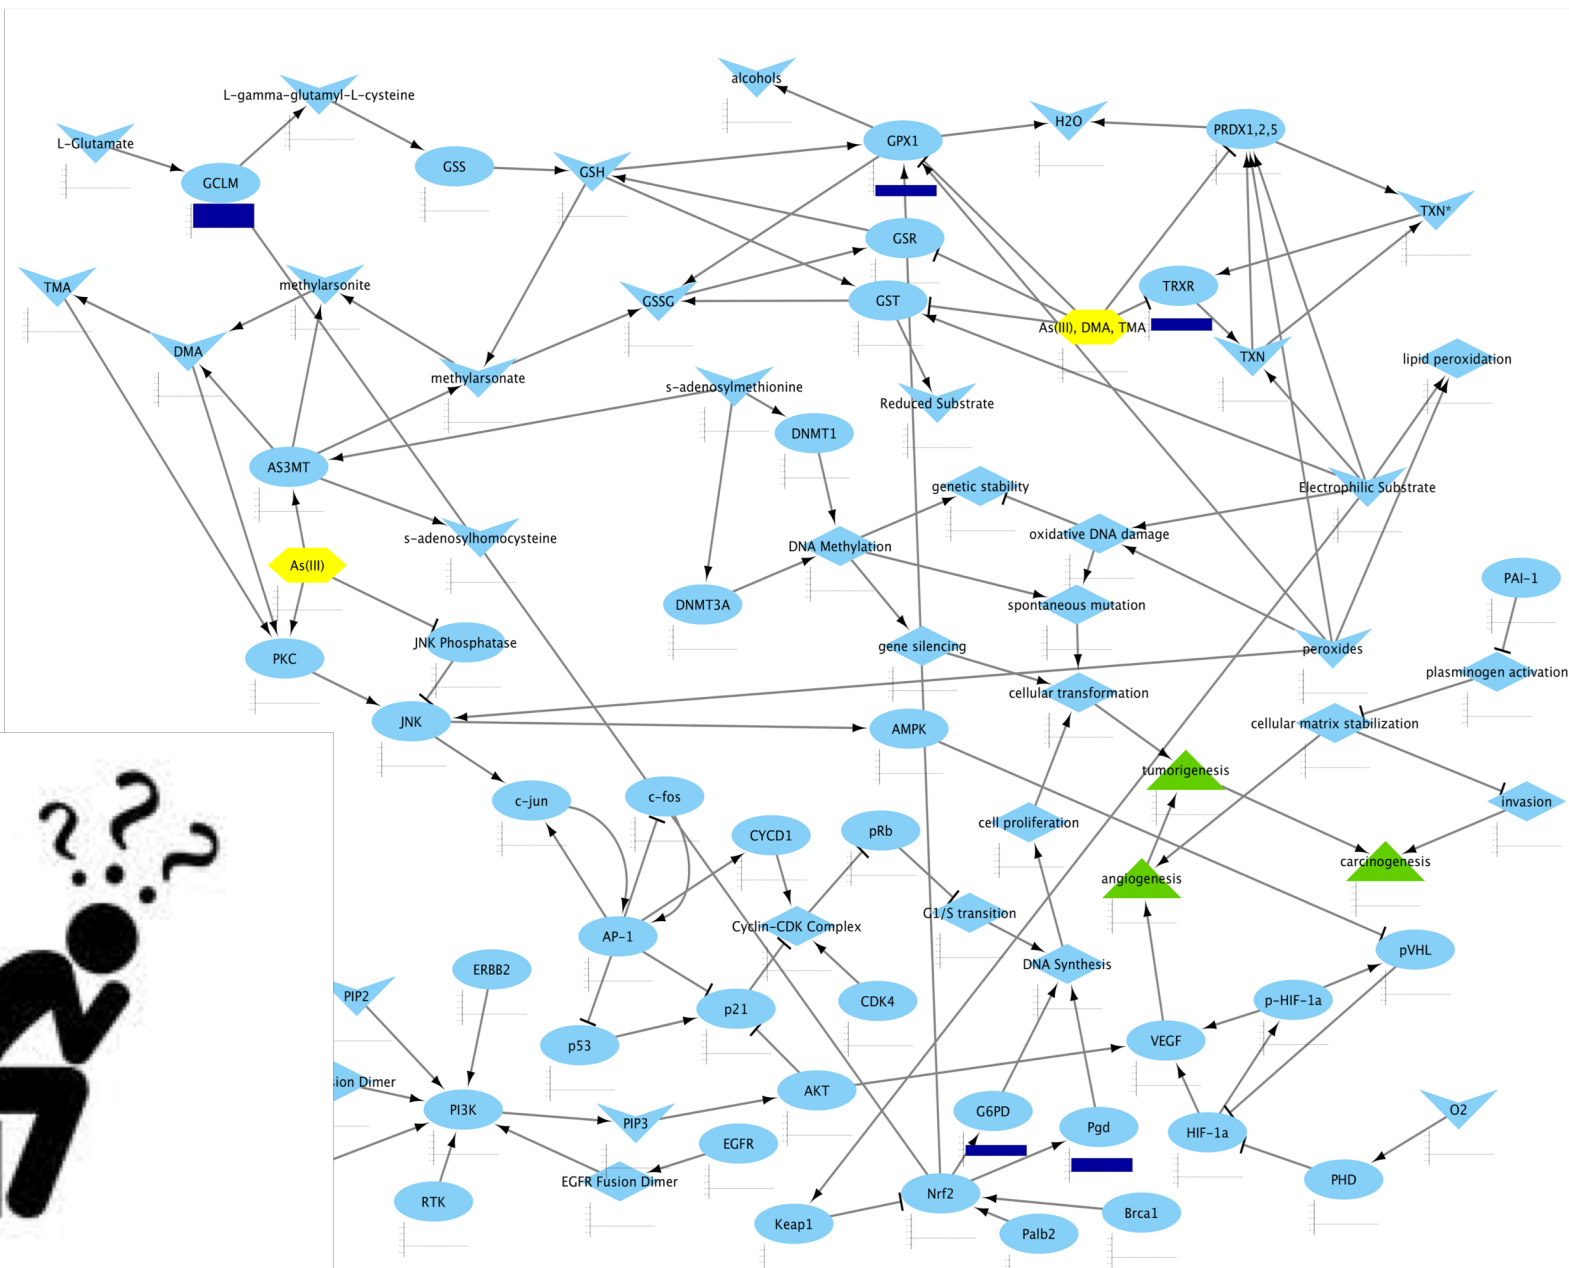 alcohols
L-gamma-glutamyl-L-cysteine
H2O
PRDX1,2,5
L-Glutamate
GPX1
GSS
GSH
GCLM
TXN*
GSR
TMA
methylarsonite
GSSG
GST
TRXR
As(III), DMA, TMA
DMA
TXN
lipid peroxidation
methylarsonate
s-adenosylmethionine
Reduced Substrate
DNMT1
AS3MT
genetic stability
Electrophilic Substrate
s-adenosylhomocysteine
DNA Methylation
oxidative DNA damage
As(III)
PAI-1
DNMT3A
spontaneous mutation
JNK Phosphatase
gene silencing
peroxides
PKC
plasminogen activation
cellular transformation
JNK
AMPK
cellular matrix stabilization
tumorigenesis
c-jun
c-fos
invasion
CYCD1
pRb
cell proliferation
carcinogenesis
angiogenesis
G1/S transition
Cyclin-CDK Complex
AP-1
pVHL
ERBB2
DNA Synthesis
PIP2
CDK4
p-HIF-1a
p21
p53
VEGF
ion Dimer
AKT
PI3K
G6PD
O2
PIP3
Pgd
HIF-1a
EGFR
EGFR Fusion Dimer
PHD
RTK
Nrf2
Keap1
Brca1
Palb2